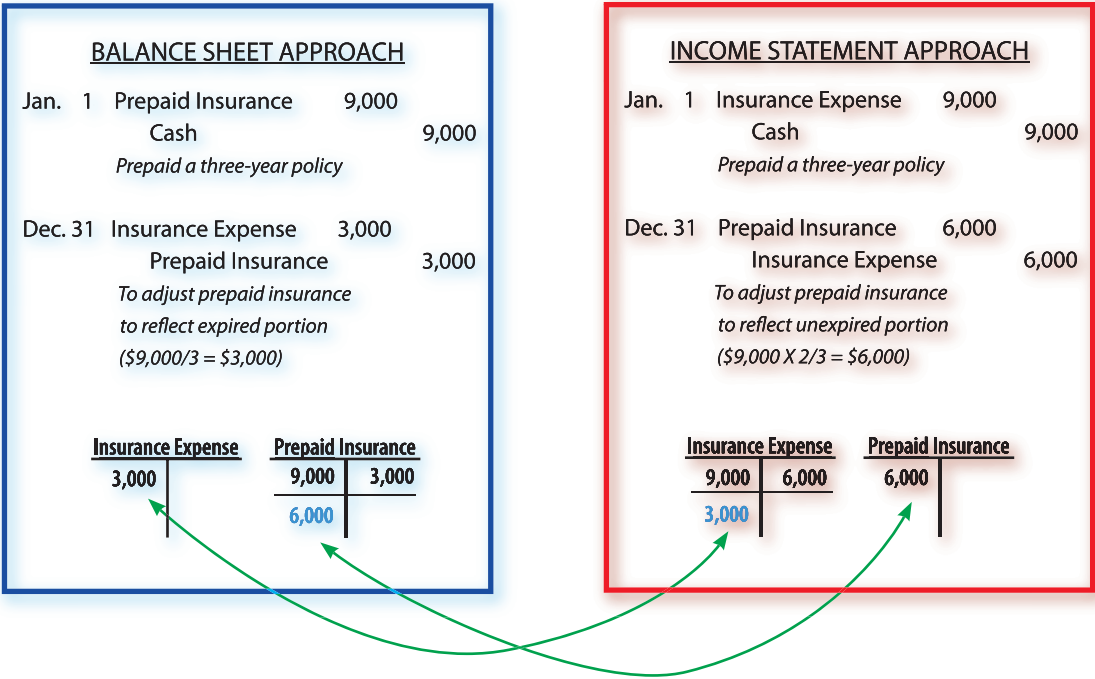 BALANCE SHEET APPROACH
Jan. 1 Prepaid Insurance 9,000
Cash 9,000
Prepaid a three-year policy
Dec. 31 Insurance Expense 3,000
Prepaid Insurance 3,000
To adjust prepaid insurance
to reflect expired portion
($9,000/3 = $3,000)
Insurance Expense Prepaid Insurance
3,000 9,000 3,000
6,000
INCOME STATEMENT APPROACH
Jan. 1 Insurance Expense 9,000
Cash 9,000
Prepaid a three-year policy
Dec. 31 Prepaid Insurance 6,000
Insurance Expense 6,000
To adjust prepaid insurance
to reflect unexpired portion
($9,000 X 2/3 = $6,000)
Insurance Expense Prepaid Insurance
9,000 6,000 6,000
3,000